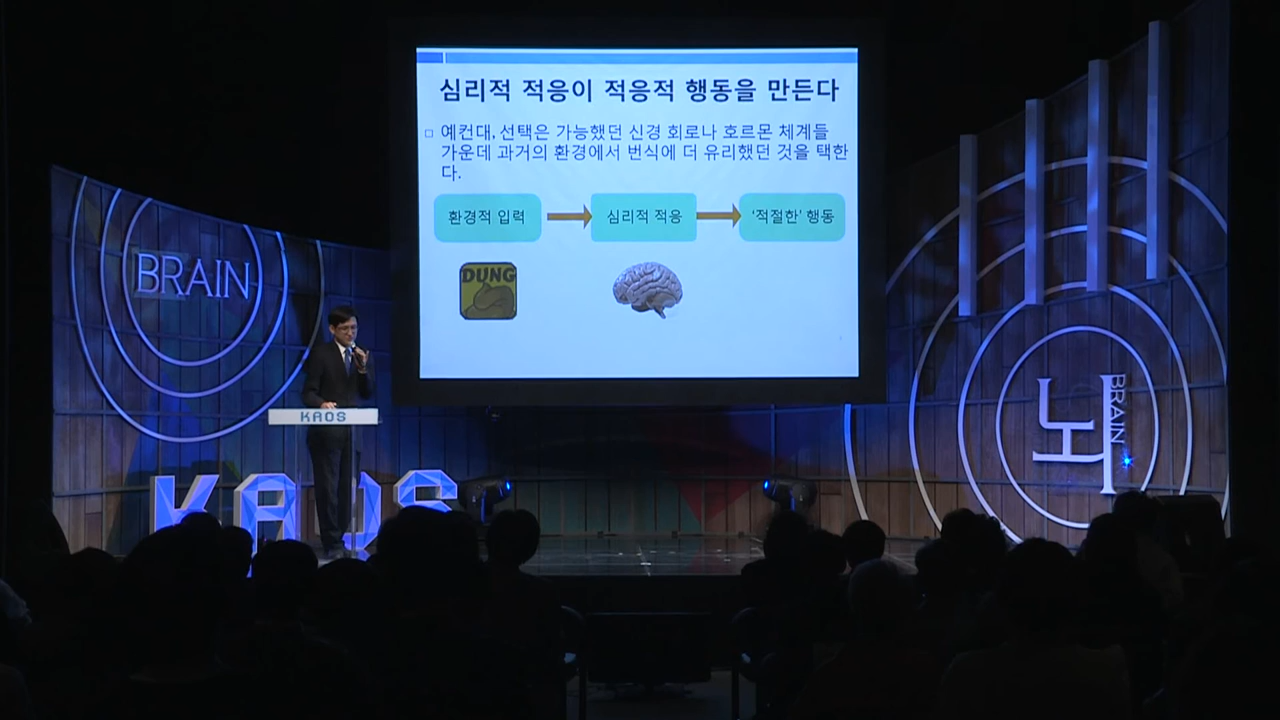 심리적 적응이 적응적 행동을 만든다
예컨대, 선택은 가능했던 신경 회로나 호르몬 체계들
가운데 과거의 환경에서 번식에 더 유리했던 것을 택한
다.
환경적 입력
심리적 적응
'적절한' 행동
DUNG
BRAIN
KAOS
KAOS
뇌
BRAIN